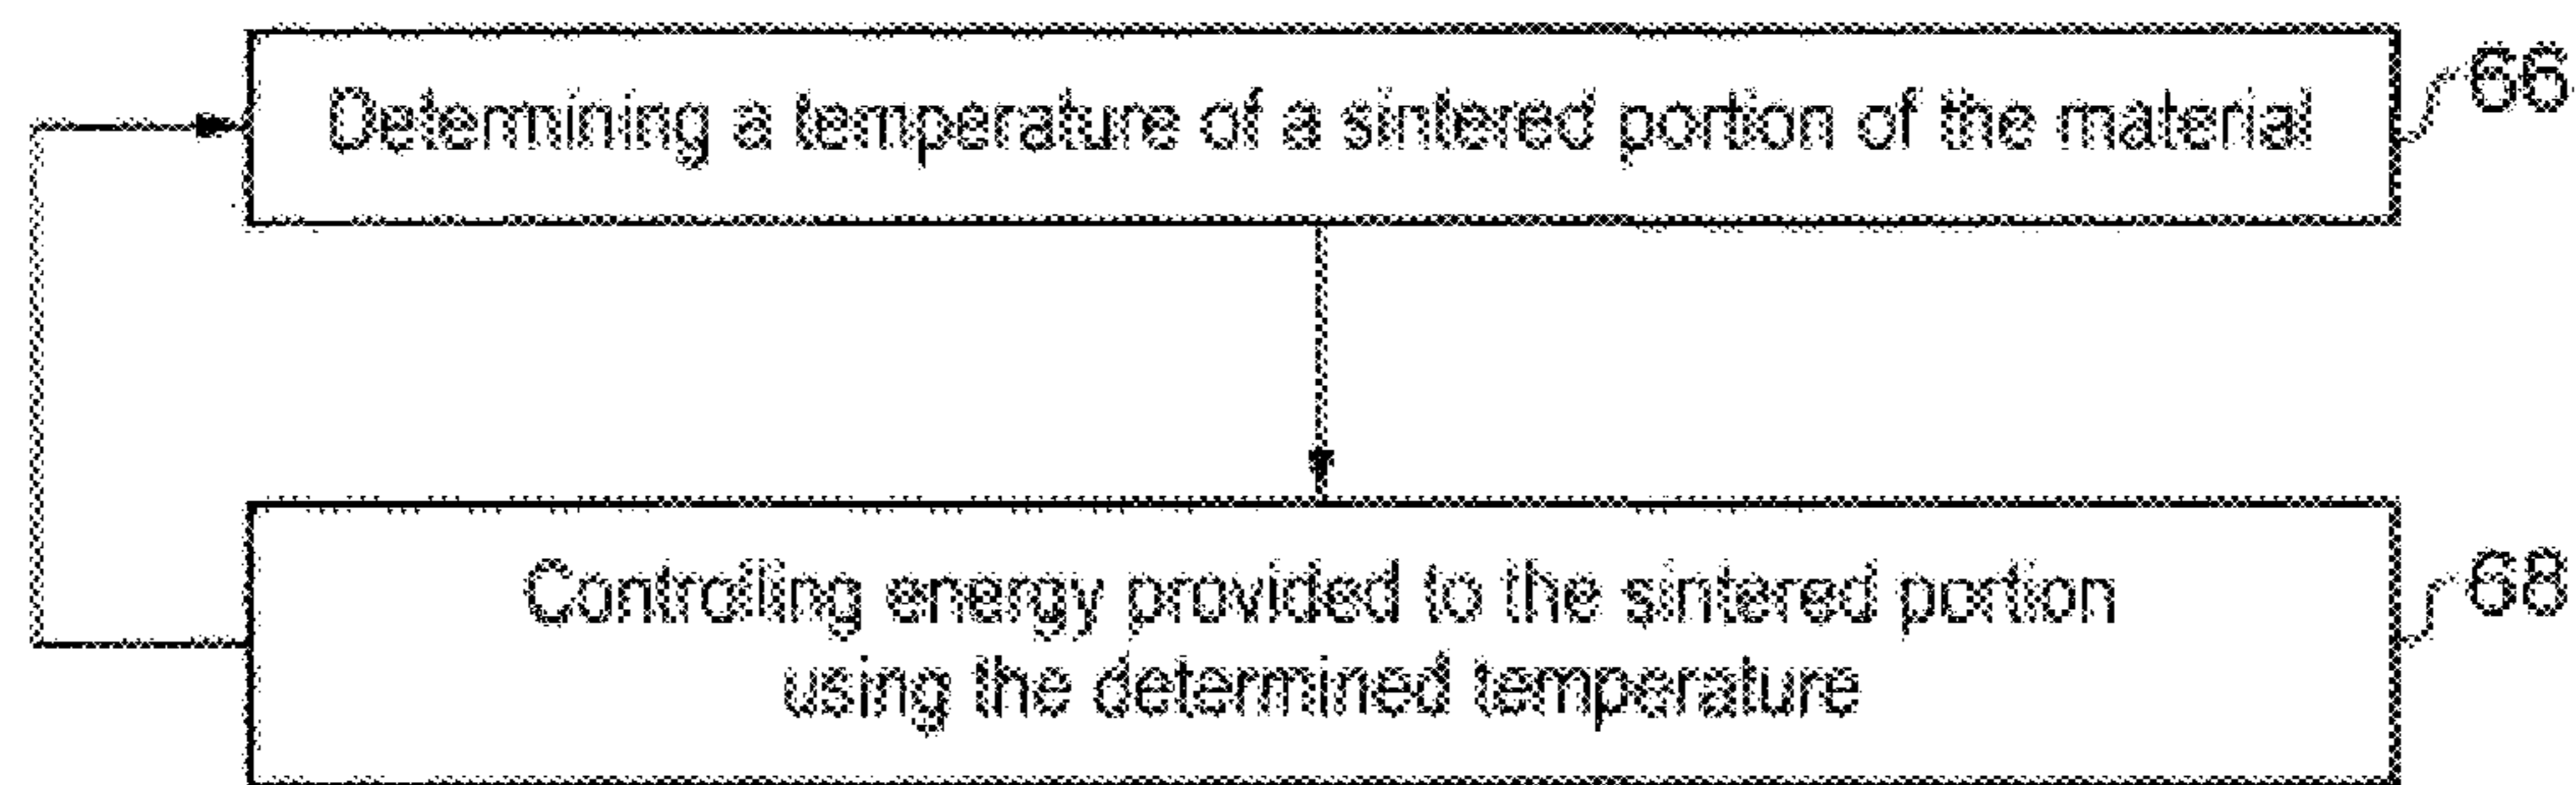 Determining a temperature of a sintered portion of the material
66
Controlling energy provided to the sintered portion
using the determined temperature
68